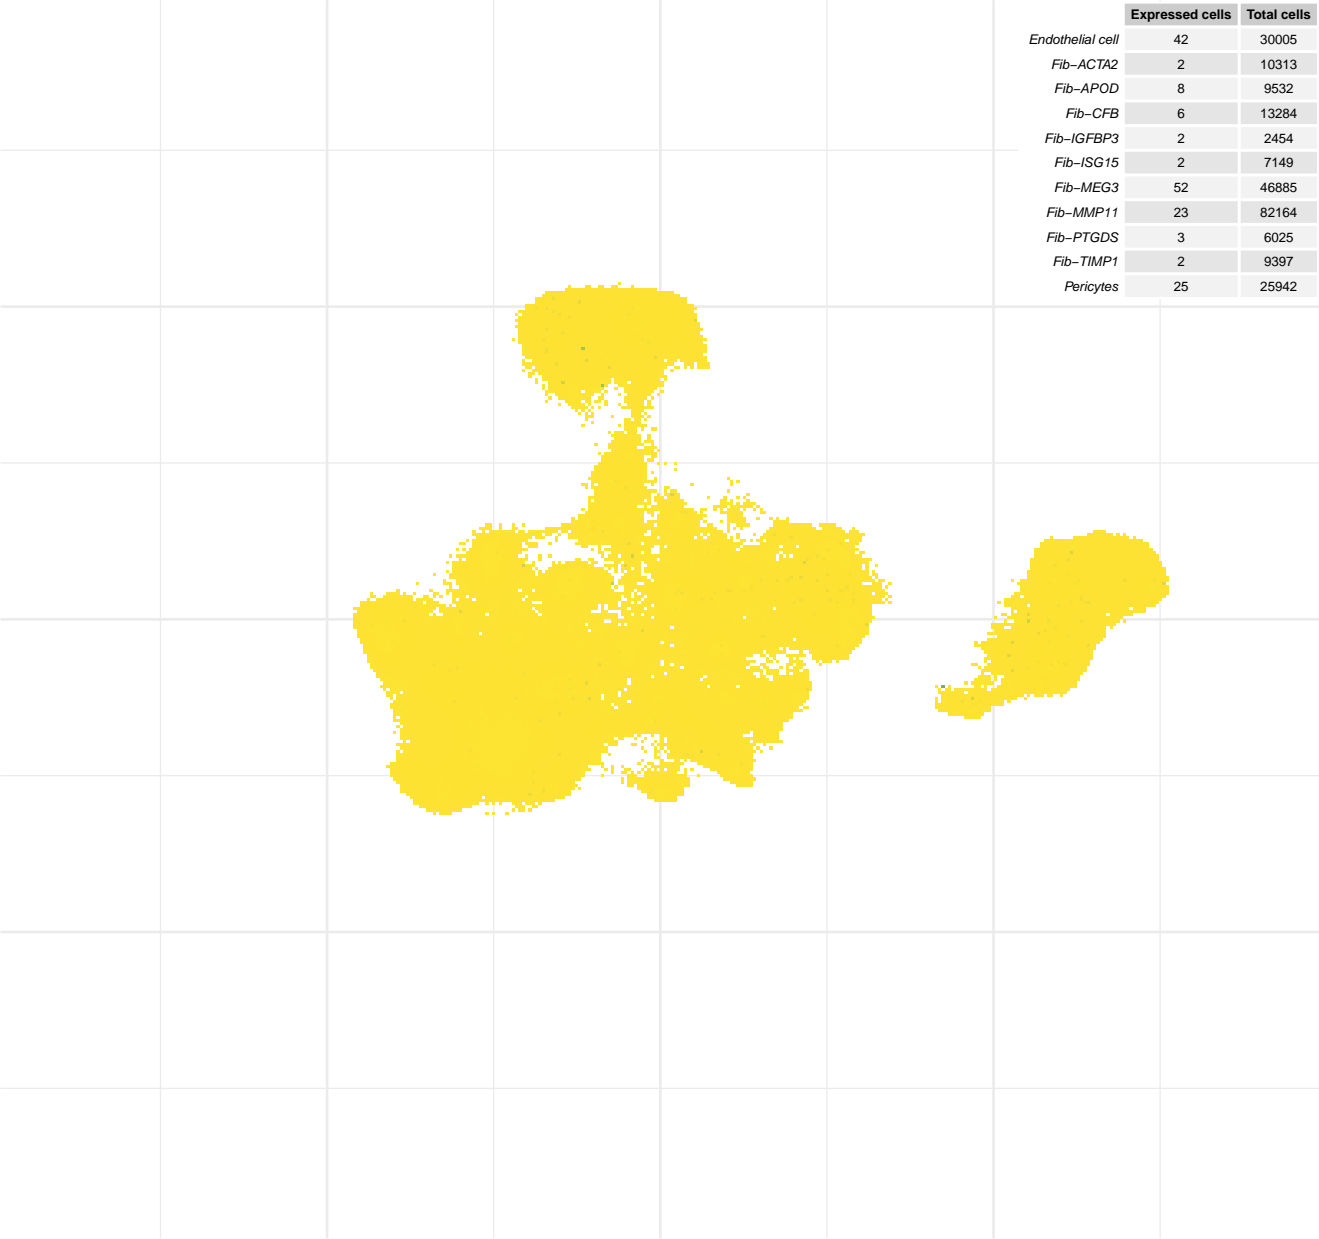 Expressed cells Total cells
Endothelial cell 42 30005
Fib−ACTA2 2 10313
Fib−APOD 8 9532
Fib−CFB 6 13284
Fib−IGFBP3 2 2454
Fib−ISG15 2 7149
Fib−MEG3 52 46885
Fib−MMP11 23 82164
Fib−PTGDS 3 6025
Fib−TIMP1 2 9397
Pericytes 25 25942